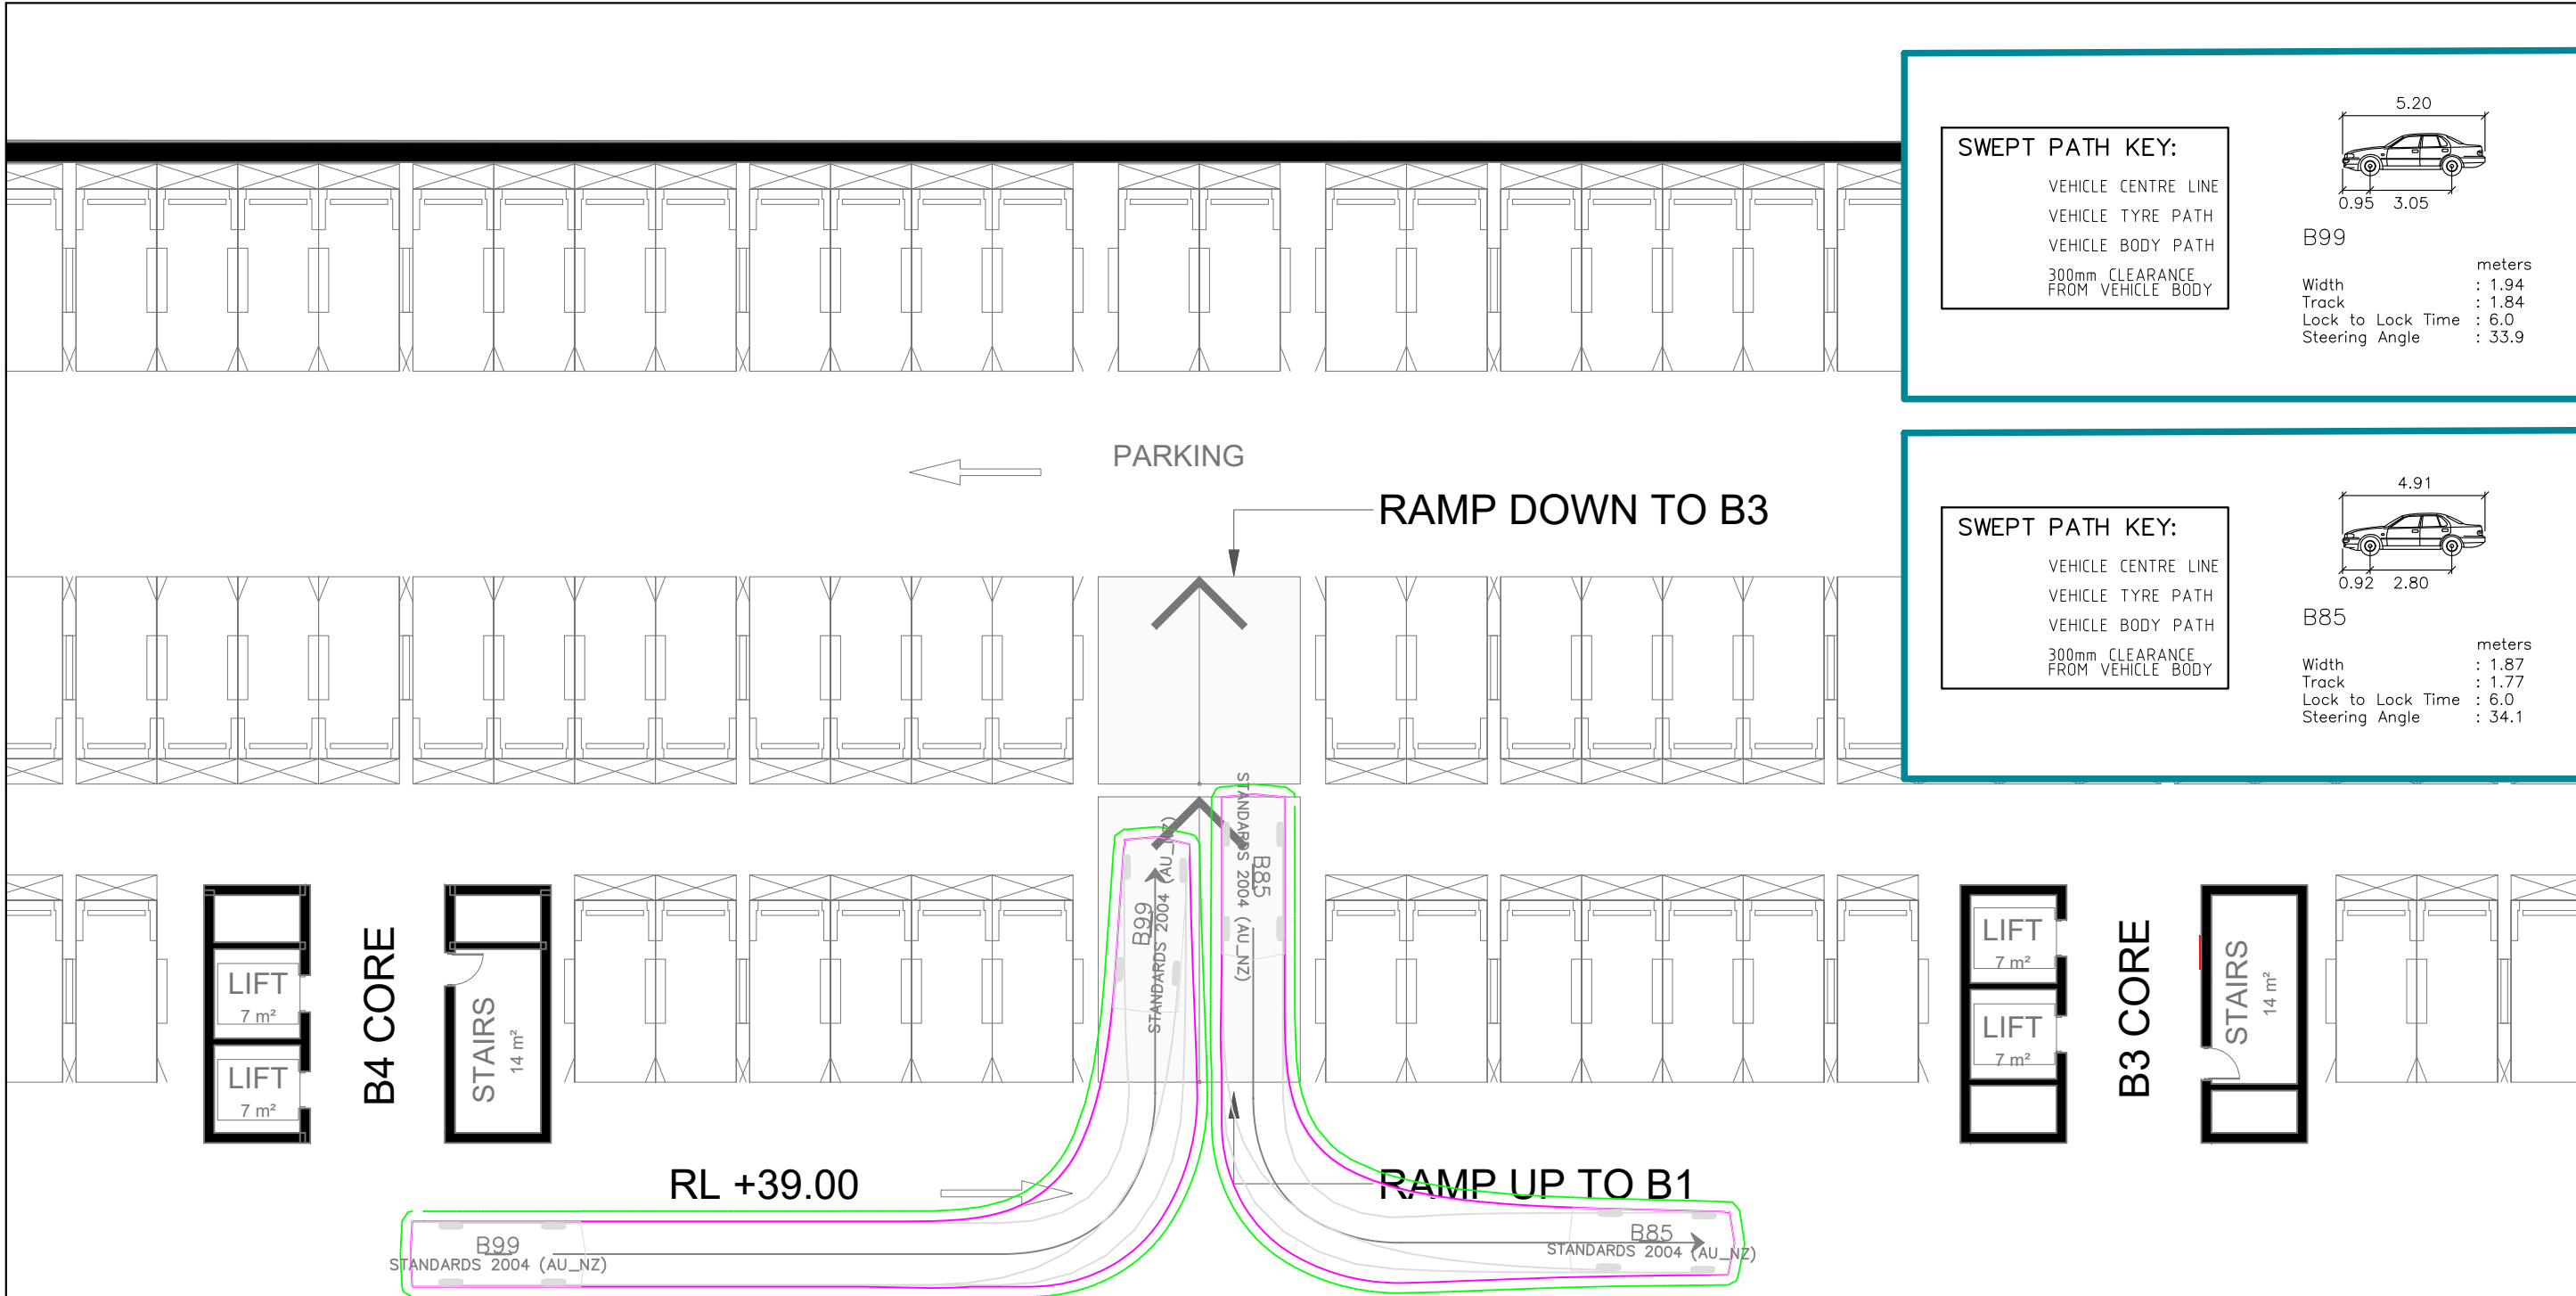 SWEPT PATH KEY:
VEHICLE CENTRE LINE
VEHICLE TYRE PATH
VEHICLE BODY PATH
300mm CLEARANCE
FROM VEHICLE BODY
5.20
0.95 3.05
B99
meters
Width : 1.94
Track : 1.84
Lock to Lock Time : 6.0
Steering Angle : 33.9
PARKING
RAMP DOWN TO B3
SWEPT PATH KEY:
VEHICLE CENTRE LINE
VEHICLE TYRE PATH
VEHICLE BODY PATH
300mm CLEARANCE
FROM VEHICLE BODY
4.91
0.92 2.80
B85
meters
Width : 1.87
Track : 1.77
Lock to Lock Time : 6.0
Steering Angle : 34.1
LIFT
7 m²
LIFT
7 m²
B4 CORE
STAIRS
14 m²
B99
STANDARDS 2004 (AU_NZ)
B85
STANDARDS 2004 (AU_NZ)
LIFT
7 m²
LIFT
7 m²
B3 CORE
STAIRS
14 m²
RL +39.00
RAMP UP TO B1
B99
STANDARDS 2004 (AU_NZ)
B85
STANDARDS 2004 (AU_NZ)